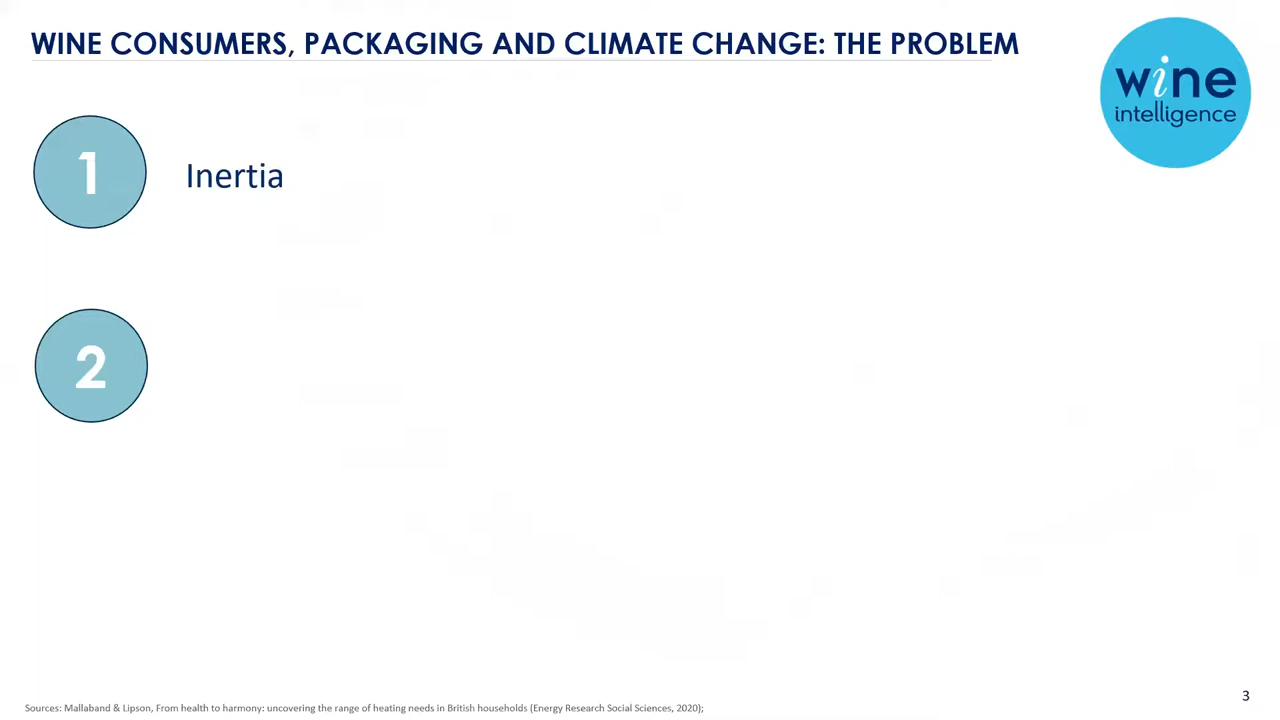 WINE CONSUMERS, PACKAGING AND CLIMATE CHANGE: THE PROBLEM
wine
intelligence
1
Inertia
2
3
Sources: Mallaband & Lipson, From health to harmony: uncovering the range of heating needs in British households (Energy Research Social Sciences, 2020);